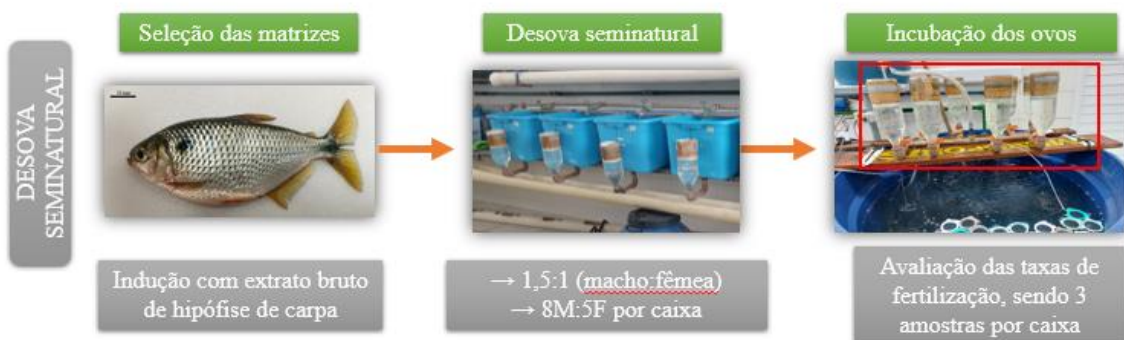 DESOVA
SEMINATURAL
Seleção das matrizes
Desova seminatural
Incubação dos ovos
Indução com extrato bruto
de hipófise de carpa
→ 1,5:1 (macho:fêmea)
→ 8M:5F por caixa
Avaliação das taxas de
fertilização, sendo 3
amostras por caixa